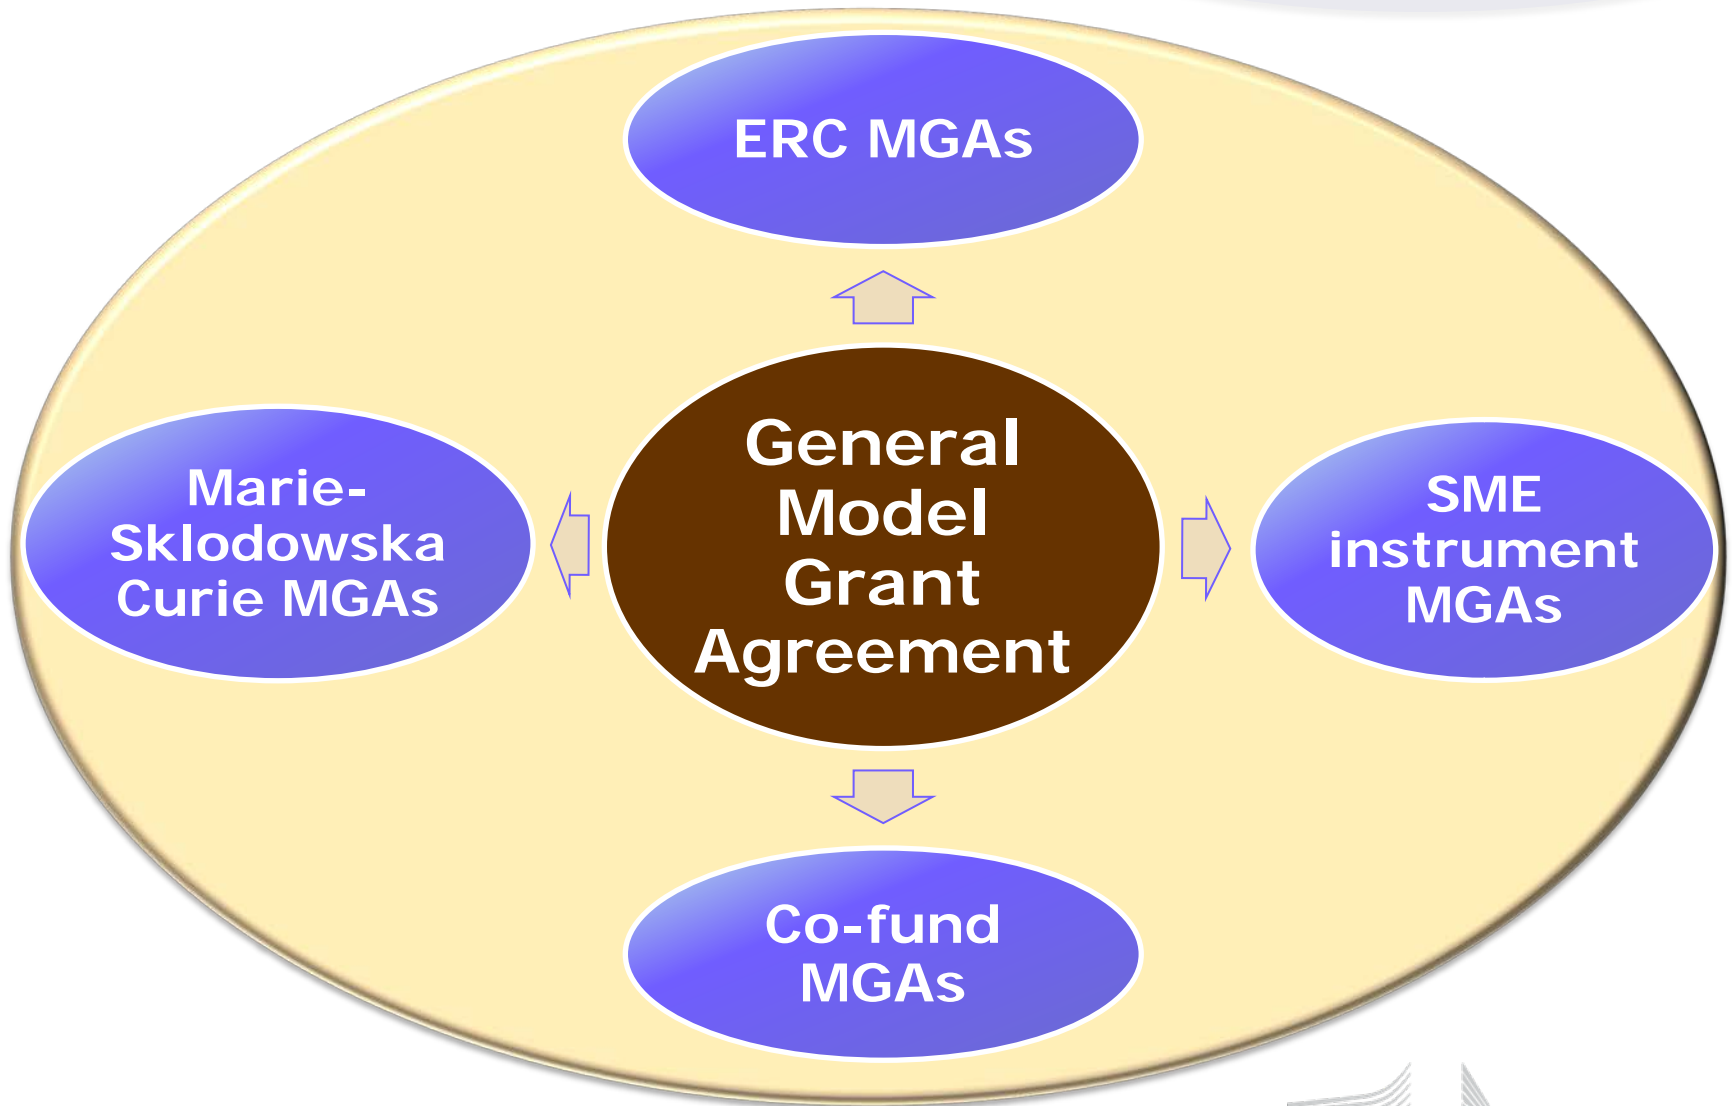 ERC MGAs
Marie-
Sklodowska
Curie MGAs
General
Model
Grant
Agreement
SME
instrument
MGAs
Co-fund
MGAs